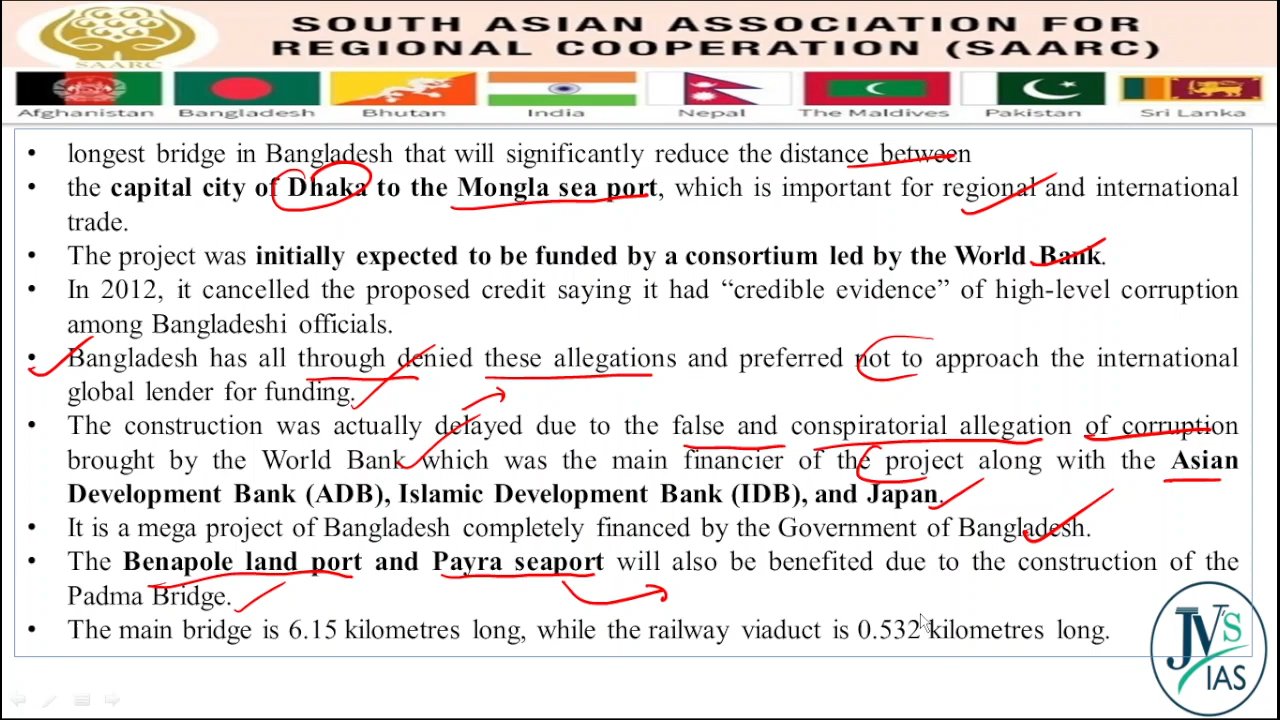 SOUTH ASIAN ASSOCIATION FOR
REGIONAL COOPERATION (SAARC)
SAARC
Afghanistan Bangladesh Bhutan India Nepal The Maldives Pakistan Sri Lanka
• longest bridge in Bangladesh that will significantly reduce the distance between
• the capital city of Dhaka to the Mongla sea port, which is important for regional and international
trade.
• The project was initially expected to be funded by a consortium led by the World Bank.
• In 2012, it cancelled the proposed credit saying it had “credible evidence” of high-level corruption
among Bangladeshi officials.
• Bangladesh has all through denied these allegations and preferred not to approach the international
global lender for funding.
• The construction was actually delayed due to the false and conspiratorial allegation of corruption
brought by the World Bank which was the main financier of the project along with the Asian
Development Bank (ADB), Islamic Development Bank (IDB), and Japan.
• It is a mega project of Bangladesh completely financed by the Government of Bangladesh.
• The Benapole land port and Payra seaport will also be benefited due to the construction of the
Padma Bridge.
• The main bridge is 6.15 kilometres long, while the railway viaduct is 0.532 kilometres long.
JV'S
IAS